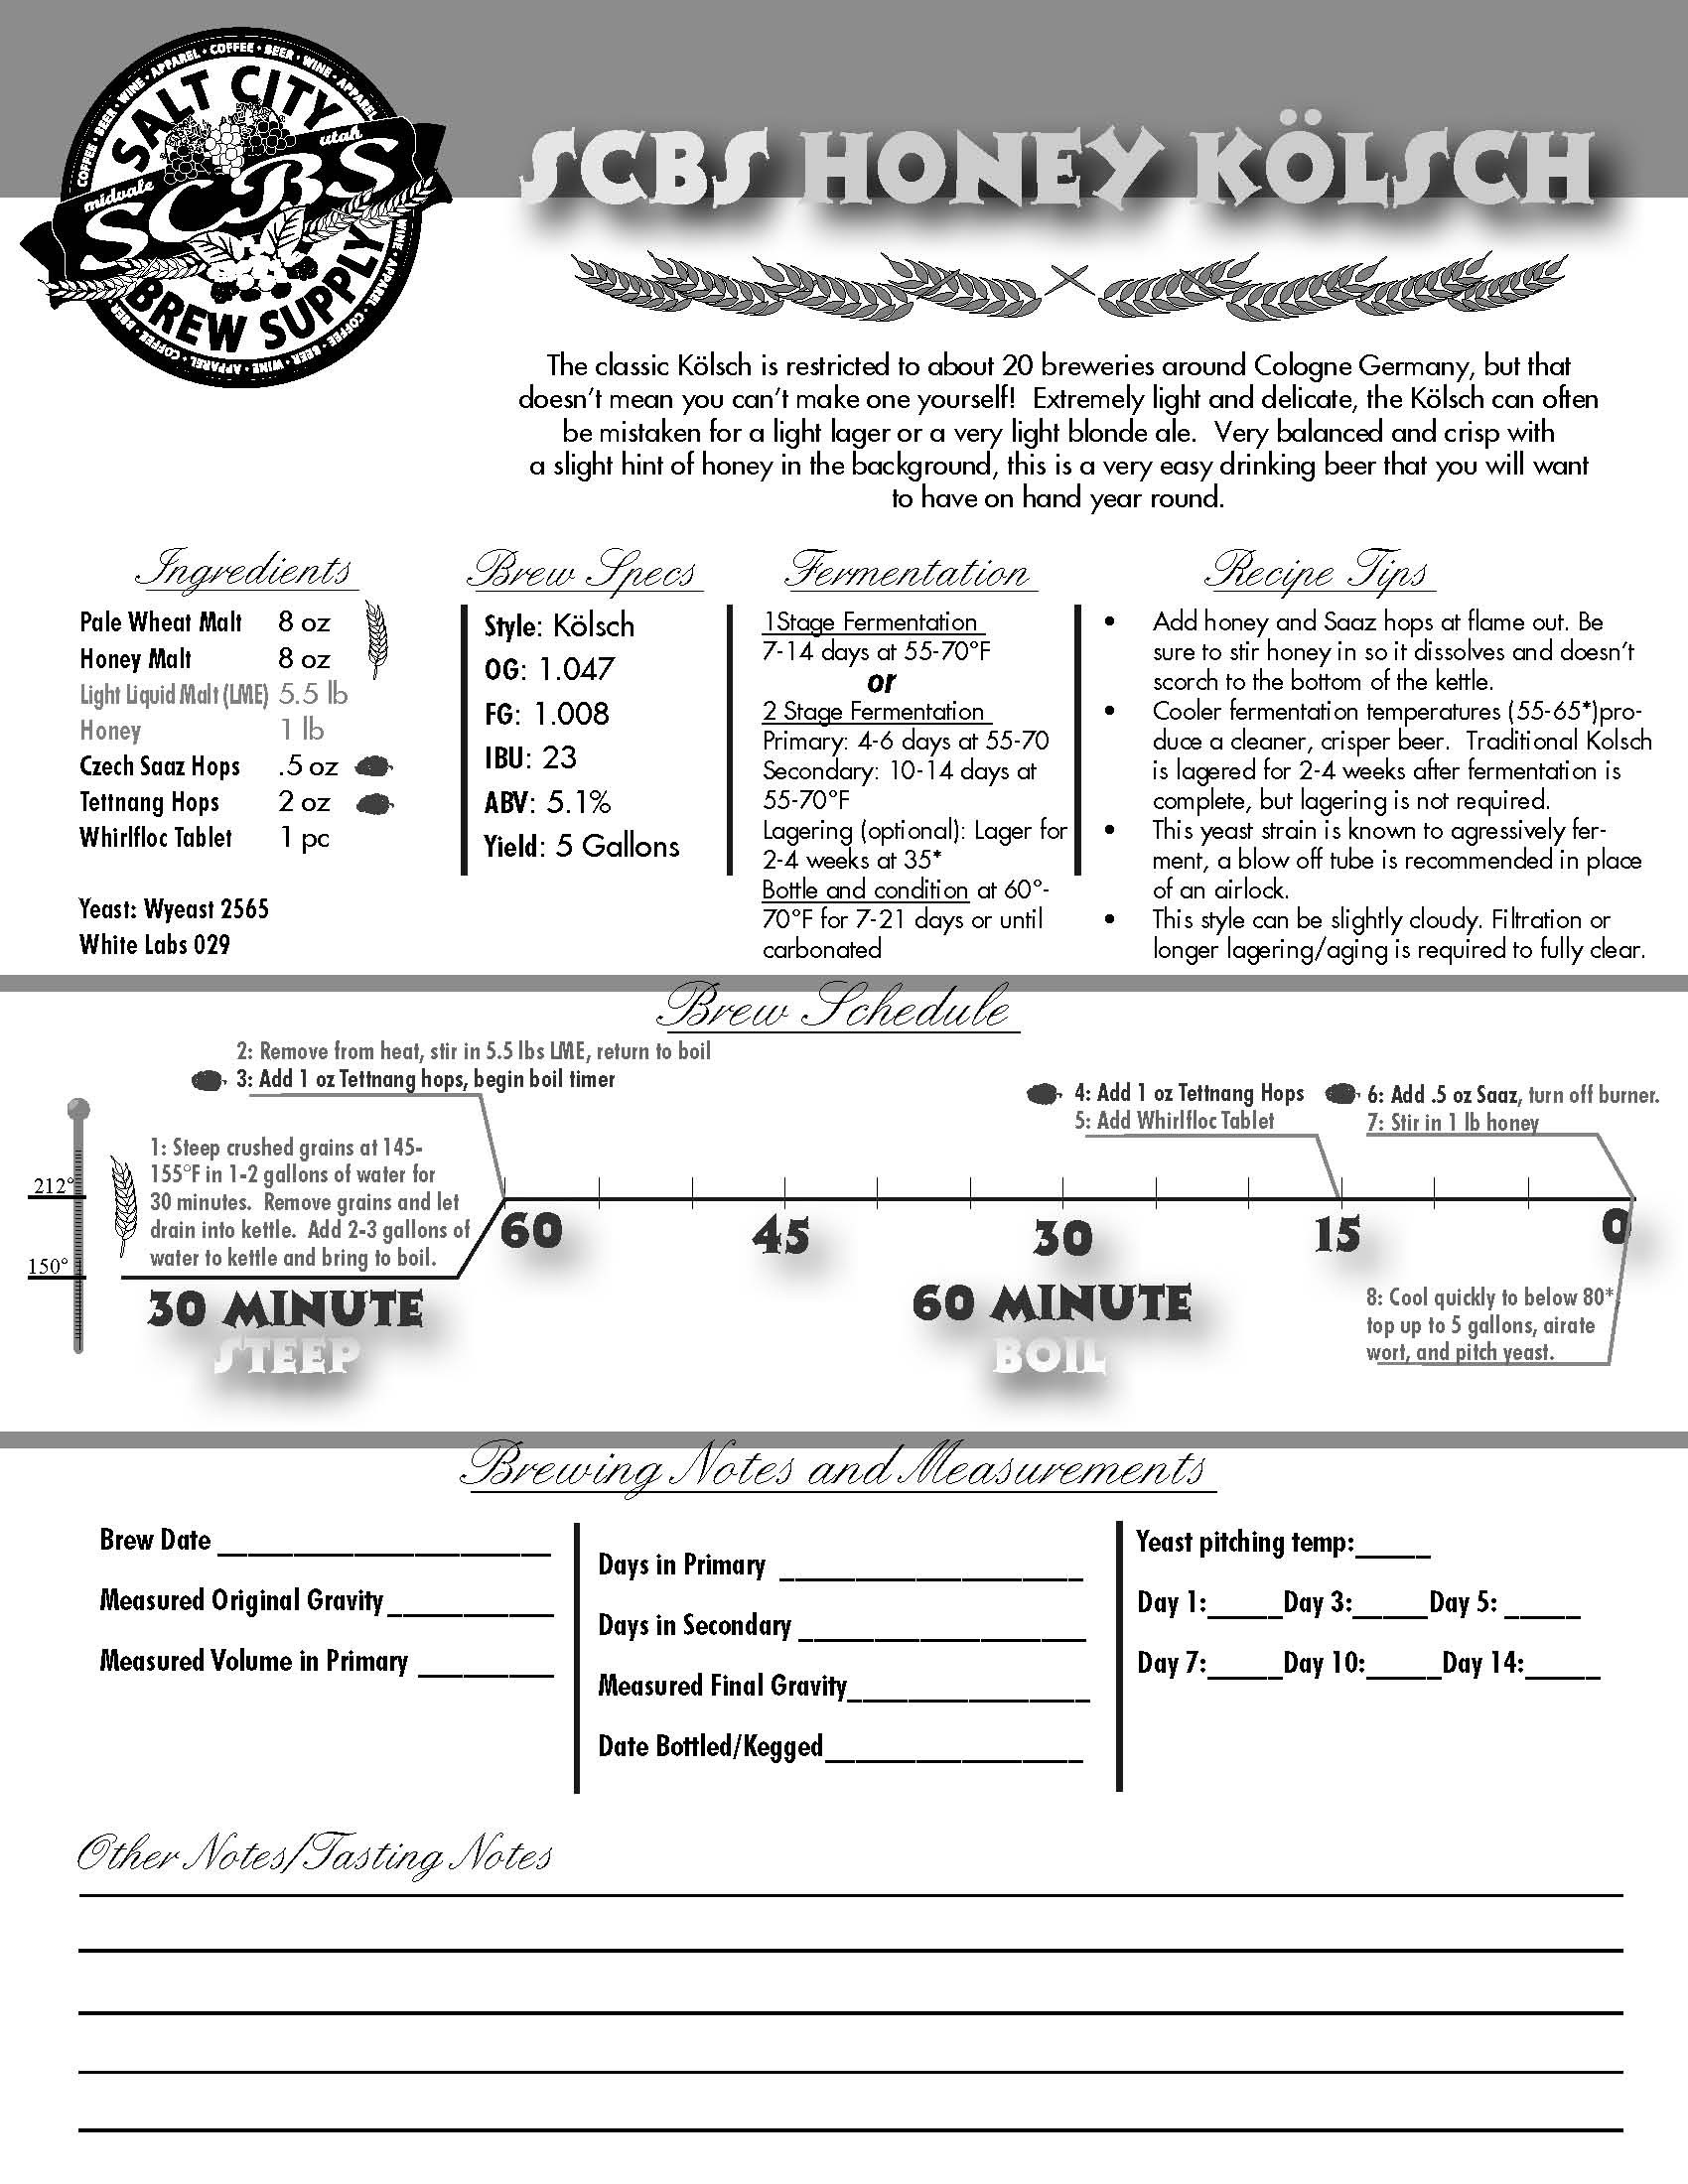 COFFEE • BEER • WINE • APPAREL • COFFEE • BEER • WINE • APPAREL
SALT CITY
midvale
utah
SCBS
BREW SUPPLY
COFFEE • BEER • WINE • APPAREL • COFFEE • BEER • WINE • APPAREL
SCBS HONEY KÖLSCH
The classic Kölsch is restricted to about 20 breweries around Cologne Germany, but that
doesn't mean you can't make one yourself!  Extremely light and delicate, the Kölsch can often
be mistaken for a light lager or a very light blonde ale.  Very balanced and crisp with
a slight hint of honey in the background, this is a very easy drinking beer that you will want
to have on hand year round.
Ingredients
Pale Wheat Malt 8 oz
Honey Malt 8 oz
Light Liquid Malt (LME) 5.5 lb
Honey 1 lb
Czech Saaz Hops .5 oz
Tettnang Hops 2 oz
Whirlfloc Tablet 1 pc
Yeast: Wyeast 2565
White Labs 029
Brew Specs
Style: Kölsch
OG: 1.047
FG: 1.008
IBU: 23
ABV: 5.1%
Yield: 5 Gallons
Fermentation
1Stage Fermentation
7-14 days at 55-70°F
or
2 Stage Fermentation
Primary: 4-6 days at 55-70
Secondary: 10-14 days at
55-70°F
Lagering (optional): Lager for
2-4 weeks at 35*
Bottle and condition at 60°-
70°F for 7-21 days or until
carbonated
Recipe Tips
• Add honey and Saaz hops at flame out. Be
sure to stir honey in so it dissolves and doesn't
scorch to the bottom of the kettle.
• Cooler fermentation temperatures (55-65*)pro-
duce a cleaner, crisper beer.  Traditional Kolsch
is lagered for 2-4 weeks after fermentation is
complete, but lagering is not required.
• This yeast strain is known to agressively fer-
ment, a blow off tube is recommended in place
of an airlock.
• This style can be slightly cloudy. Filtration or
longer lagering/aging is required to fully clear.
Brew Schedule
2: Remove from heat, stir in 5.5 lbs LME, return to boil
3: Add 1 oz Tettnang hops, begin boil timer
4: Add 1 oz Tettnang Hops
5: Add Whirlfloc Tablet
6: Add .5 oz Saaz, turn off burner.
7: Stir in 1 lb honey
1: Steep crushed grains at 145-
155°F in 1-2 gallons of water for
30 minutes.  Remove grains and let
drain into kettle.  Add 2-3 gallons of
water to kettle and bring to boil.
212°
150°
60 45 30 15 0
30 MINUTE
STEEP
60 MINUTE
BOIL
8: Cool quickly to below 80*,
top up to 5 gallons, airate
wort, and pitch yeast.
Brewing Notes and Measurements
Brew Date ______________________
Measured Original Gravity___________
Measured Volume in Primary _________
Days in Primary ____________________
Days in Secondary ___________________
Measured Final Gravity________________
Date Bottled/Kegged_________________
Yeast pitching temp:_____
Day 1:_____Day 3:_____Day 5: _____
Day 7:_____Day 10:_____Day 14:_____
Other Notes/Tasting Notes